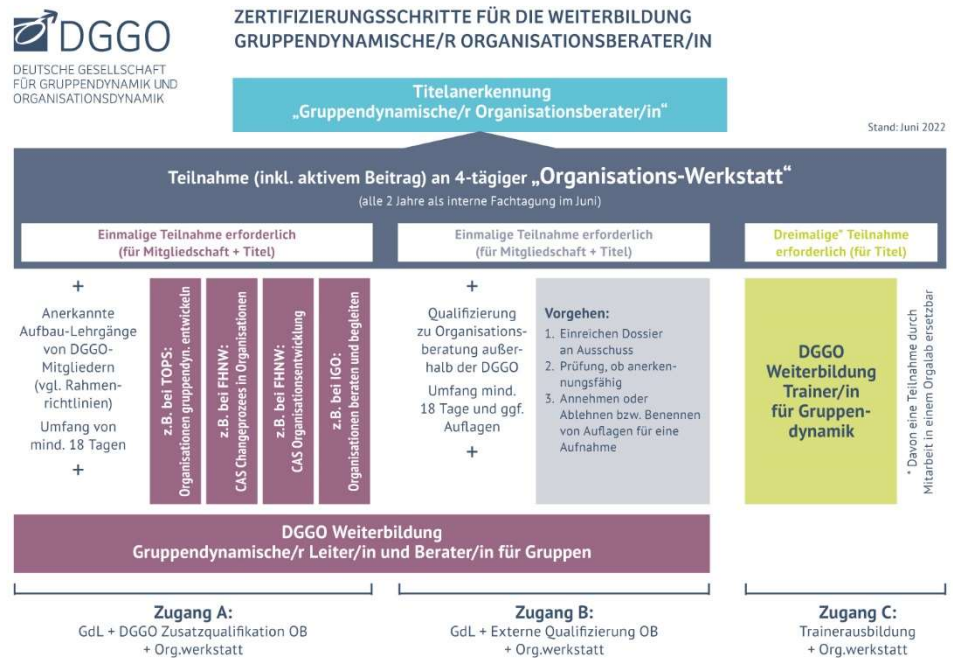 DGGO
DEUTSCHE GESELLSCHAFT
FÜR GRUPPENDYNAMIK UND
ORGANISATIONSDYNAMIK
ZERTIFIZIERUNGSSCHRITTE FÜR DIE WEITERBILDUNG
GRUPPENDYNAMISCHE/R ORGANISATIONSBERATER/IN
Titelanerkennung
„Gruppendynamische/r Organisationsberater/in“
Stand: Juni 2022
Teilnahme (inkl. aktivem Beitrag) an 4-tägiger „Organisations-Werkstatt“
(alle 2 Jahre als interne Fachtagung im Juni)
Einmalige Teilnahme erforderlich
(für Mitgliedschaft + Titel)
Einmalige Teilnahme erforderlich
(für Mitgliedschaft + Titel)
Dreimalige* Teilnahme
erforderlich (für Titel)
+
Anerkannte
Aufbau-Lehrgänge
von DGGO-
Mitgliedern
(vgl. Rahmen-
richtlinien)
Umfang von
mind. 18 Tagen
+
z.B. bei TOPS:
Organisationen gruppendyn. entwickeln
z.B. bei FHNW:
CAS Changeprozees in Organisationen
z.B. bei FHNW:
CAS Organisationsentwicklung
z.B. bei IGO:
Organisationen beraten und begleiten
+
Qualifizierung
zu Organisations-
beratung außer-
halb der DGGO
Umfang mind.
18 Tage und ggf.
Auflagen
+
Vorgehen:
1. Einreichen Dossier
an Ausschuss
2. Prüfung, ob anerken-
nungsfähig
3. Annehmen oder
Ablehnen bzw. Benennen
von Auflagen für eine
Aufnahme
DGGO
Weiterbildung
Trainer/in
für Gruppen-
dynamik
* Davon eine Teilnahme durch
Mitarbeit in einem Orgalab ersetzbar
DGGO Weiterbildung
Gruppendynamische/r Leiter/in und Berater/in für Gruppen
Zugang A:
GdL + DGGO Zusatzqualifikation OB
+ Org.werkstatt
Zugang B:
GdL + Externe Qualifizierung OB
+ Org.werkstatt
Zugang C:
Trainerausbildung
+ Org.werkstatt